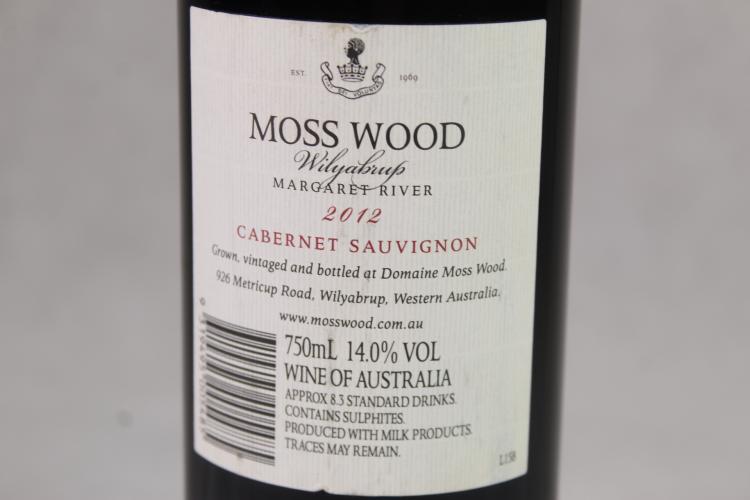 EST. 1969
MOSS WOOD
Wilyabrup
MARGARET RIVER
2012
CABERNET SAUVIGNON
Grown, vintaged and bottled at Domaine Moss Wood.
926 Metricup Road, Wilyabrup, Western Australia.
www.mosswood.com.au
750mL 14.0% VOL
WINE OF AUSTRALIA
APPROX 8.3 STANDARD DRINKS.
CONTAINS SULPHITES.
PRODUCED WITH MILK PRODUCTS.
TRACES MAY REMAIN.